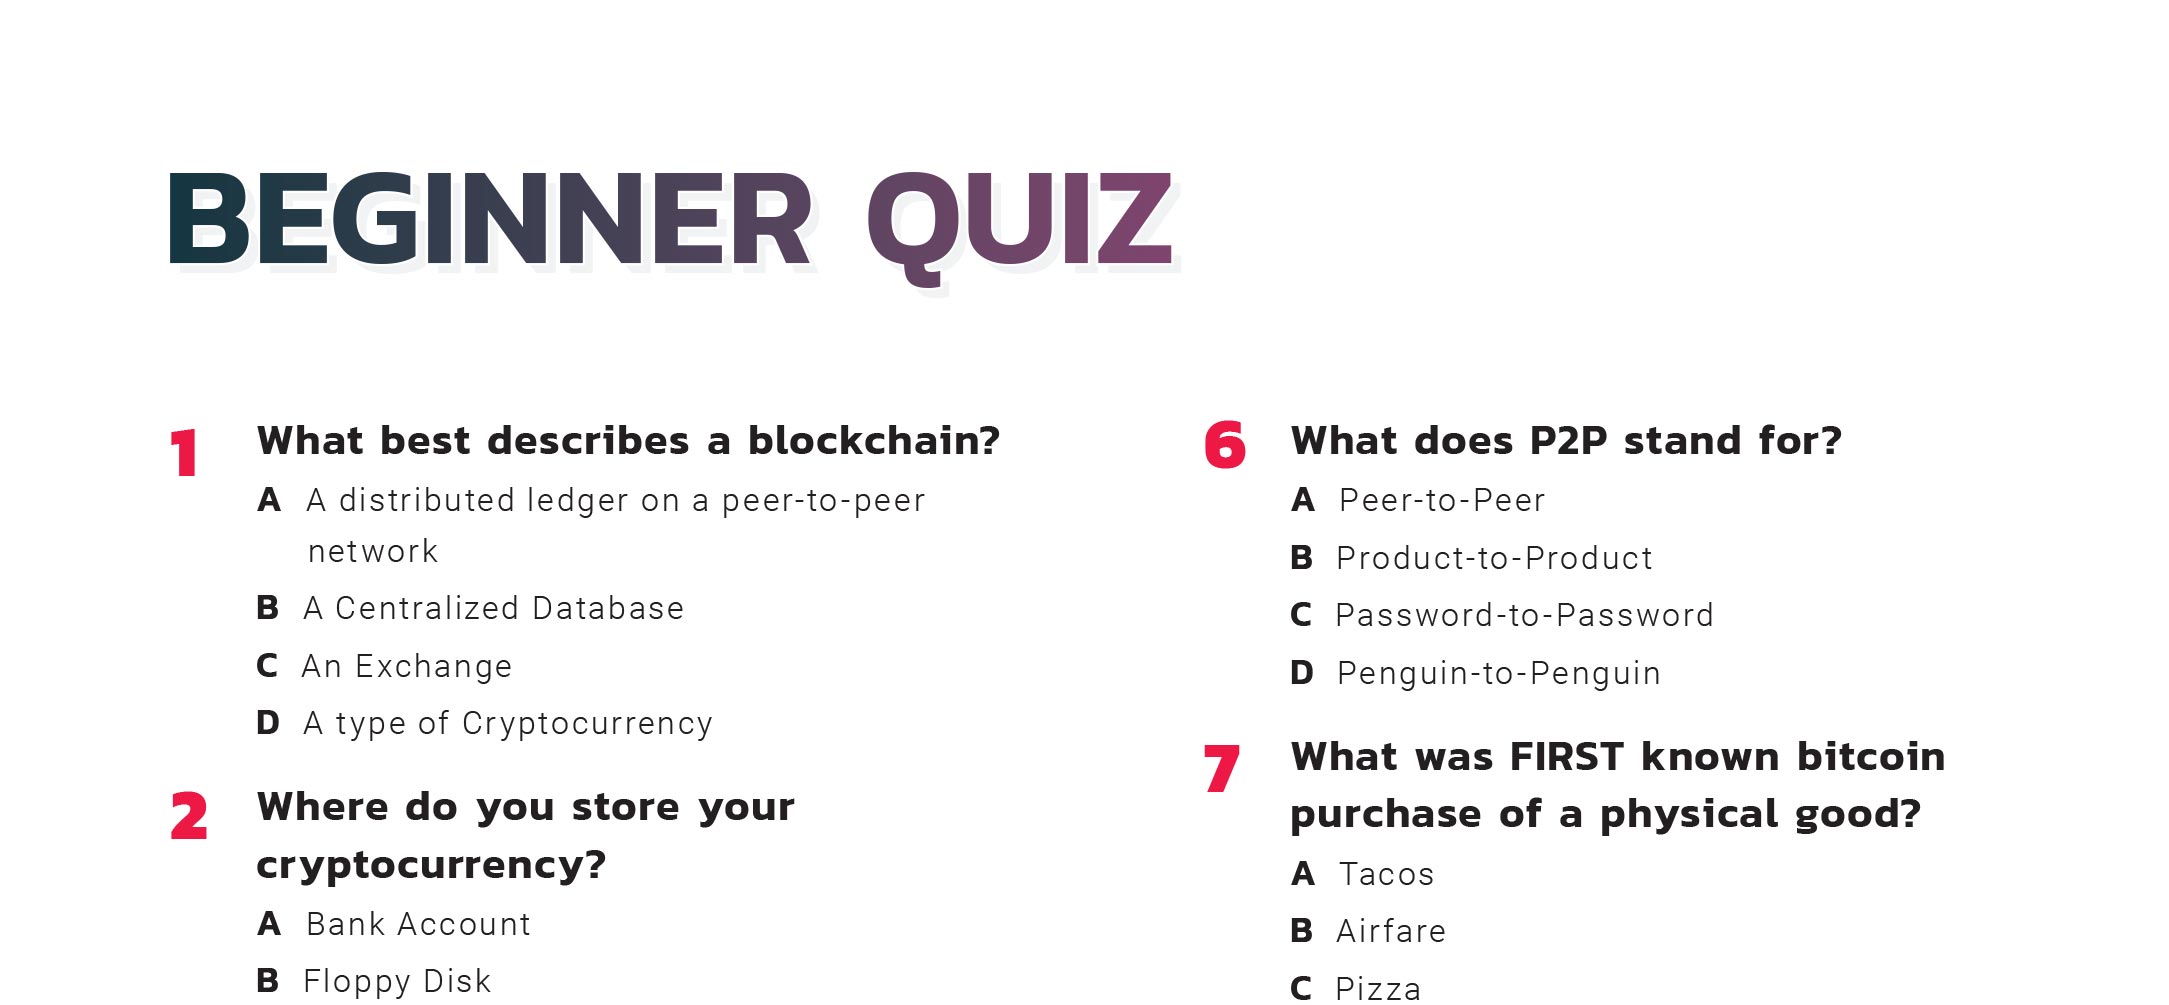 BEGINNER QUIZ
1 What best describes a blockchain?
A A distributed ledger on a peer-to-peer
network
B A Centralized Database
C An Exchange
D A type of Cryptocurrency
2 Where do you store your
cryptocurrency?
A Bank Account
B Floppy Disk
6 What does P2P stand for?
A Peer-to-Peer
B Product-to-Product
C Password-to-Password
D Penguin-to-Penguin
7 What was FIRST known bitcoin
purchase of a physical good?
A Tacos
B Airfare
C Pizza